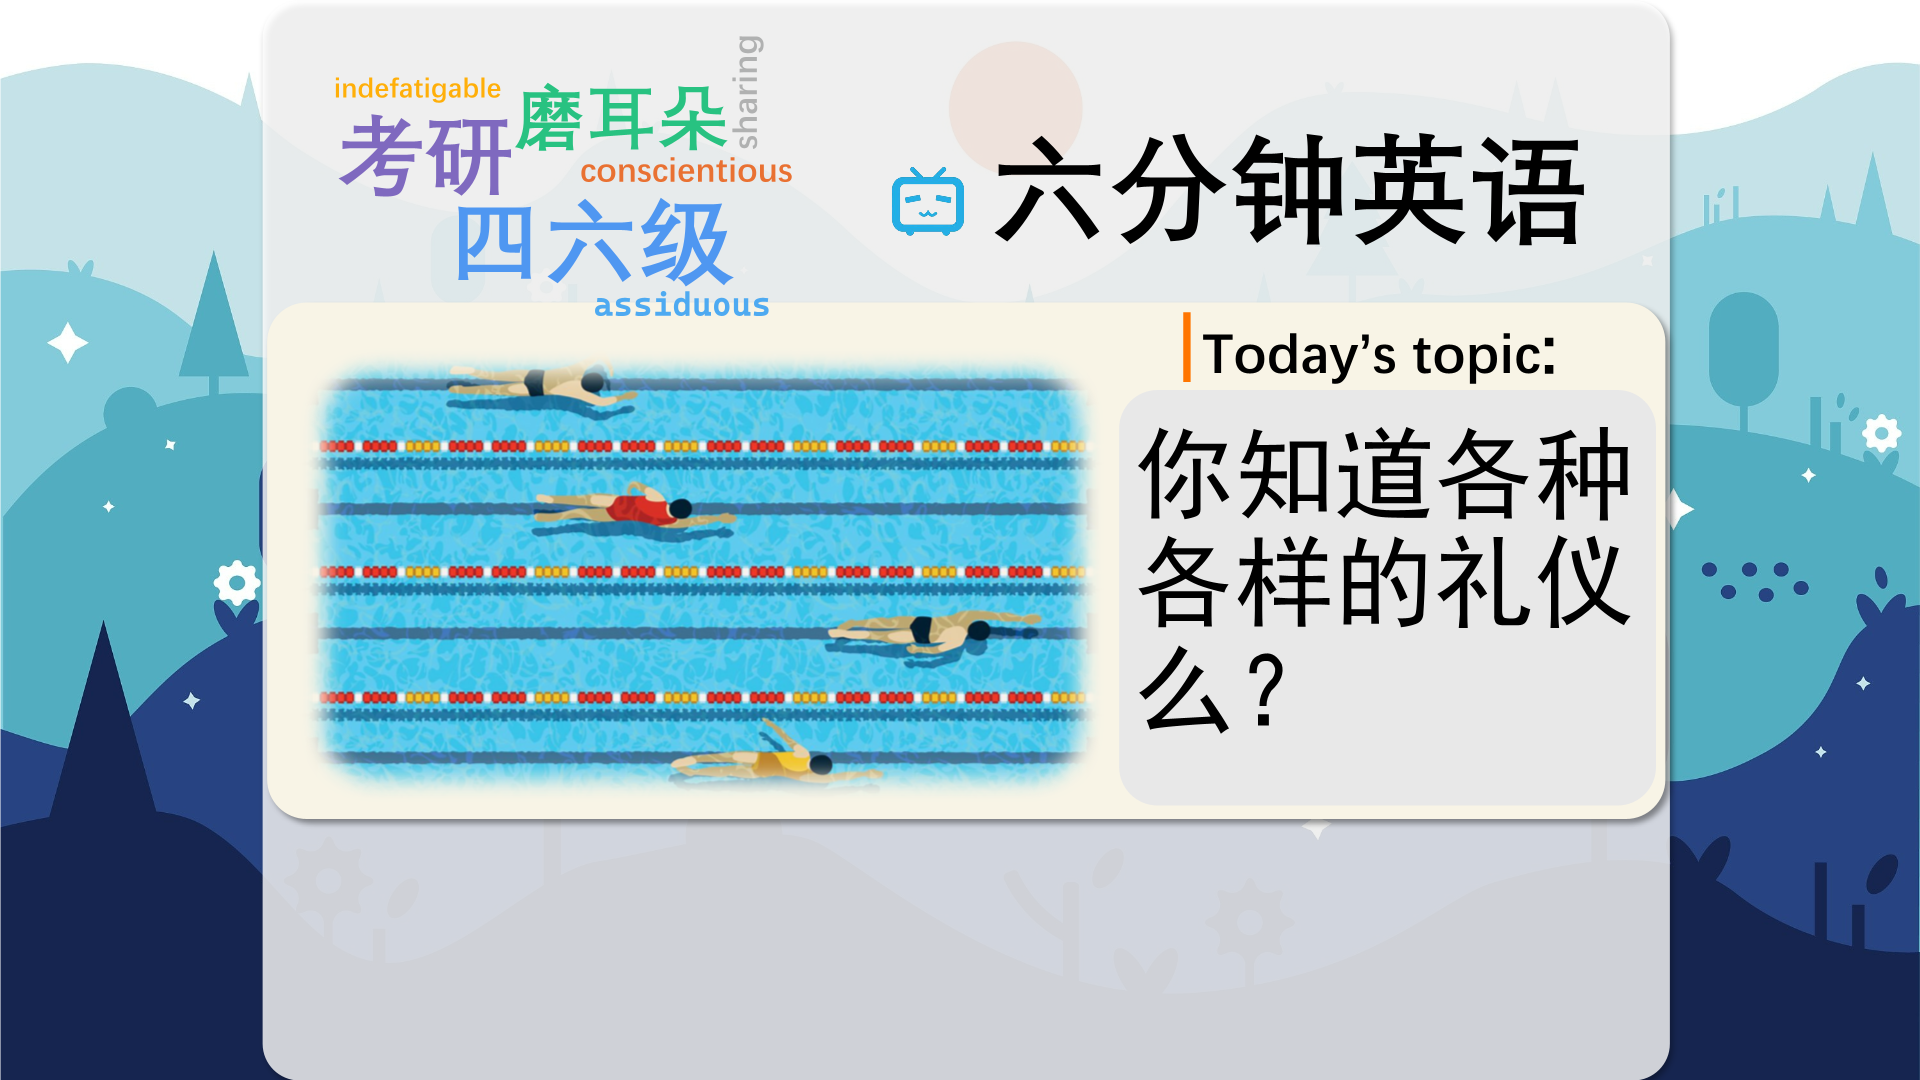 indefatigable
考研
磨耳朵
sharing
conscientious
四六级
assiduous
六分钟英语
Today’s topic:
你知道各种
各样的礼仪
么？